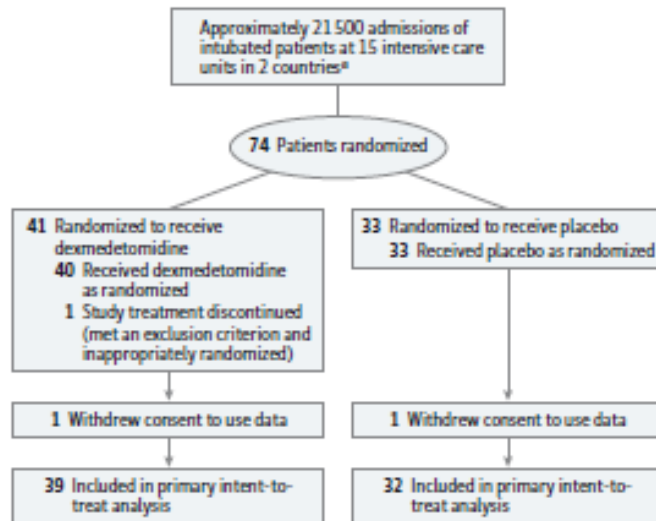 Approximately 21 500 admissions of
intubated patients at 15 intensive care
units in 2 countriesa
74 Patients randomized
41 Randomized to receive
dexmedetomidine
40 Received dexmedetomidine
as randomized
1 Study treatment discontinued
(met an exclusion criterion and
inappropriately randomized)
33 Randomized to receive placebo
33 Received placebo as randomized
1 Withdrew consent to use data
1 Withdrew consent to use data
39 Included in primary intent-to-
treat analysis
32 Included in primary intent-to-
treat analysis